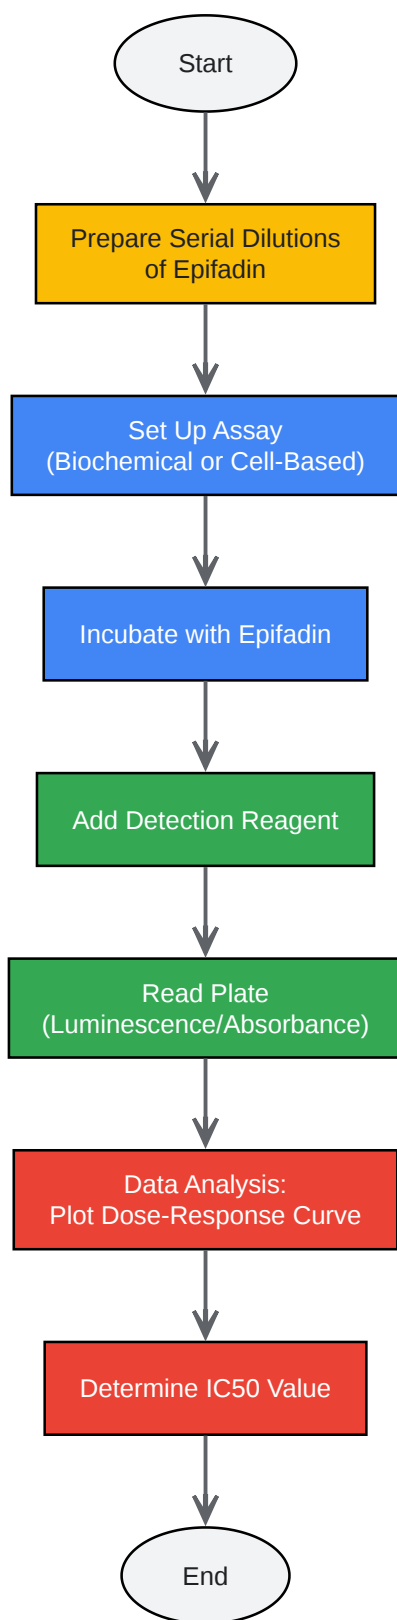 Start
Prepare Serial Dilutions
of Epifadin
Set Up Assay
(Biochemical or Cell-Based)
Incubate with Epifadin
Add Detection Reagent
Read Plate
(Luminescence/Absorbance)
Data Analysis:
Plot Dose-Response Curve
Determine IC50 Value
End